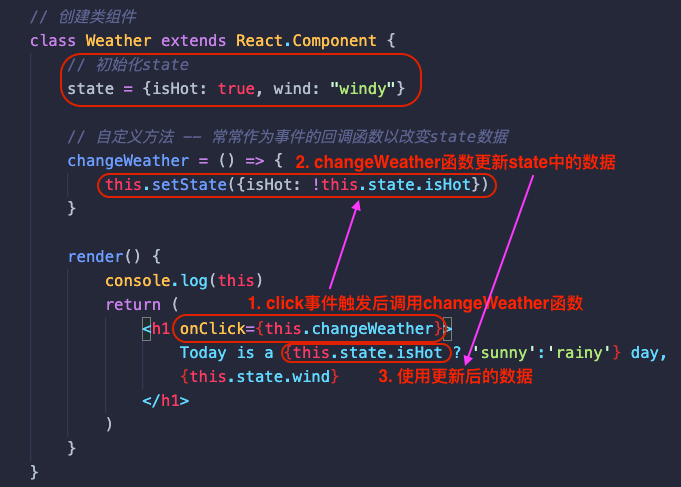 // 创建类组件
class Weather extends React.Component {
// 初始化state
state = {isHot: true, wind: "windy"}
// 自定义方法 —— 常常作为事件的回调函数以改变state数据
changeWeather = () => { 2. changeWeather函数更新state中的数据
this.setState({isHot: !this.state.isHot})
}
render() {
console.log(this)
return ( 1. click事件触发后调用changeWeather函数
<h1 onClick={this.changeWeather}>
Today is a {this.state.isHot ? 'sunny':'rainy'} day,
{this.state.wind} 3. 使用更新后的数据
</h1>
)
}
}